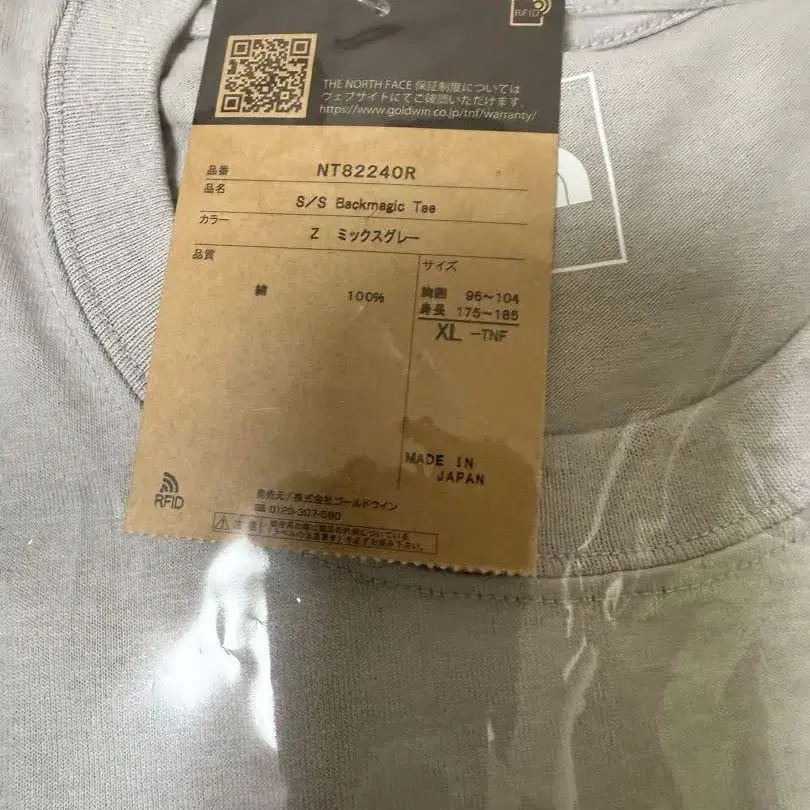 RFID
THE NORTH FACE 保証制度については
ウェブサイトにてご確認いただけます。
https://www.goldwin.co.jp/tnf/warranty/
品番 NT82240R
品名
S/S Backmagic Tee
カラー
Z ミックスグレー
品質
サイズ
綿 100%
胸囲 96~104
身長 175~185
XL -TNF
MADE IN
JAPAN
RFID
発売元/株式会社ゴールドウイン
0120-307-560
注意